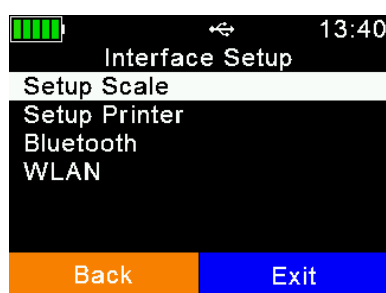 13:40
Interface Setup
Setup Scale
Setup Printer
Bluetooth
WLAN
Back Exit